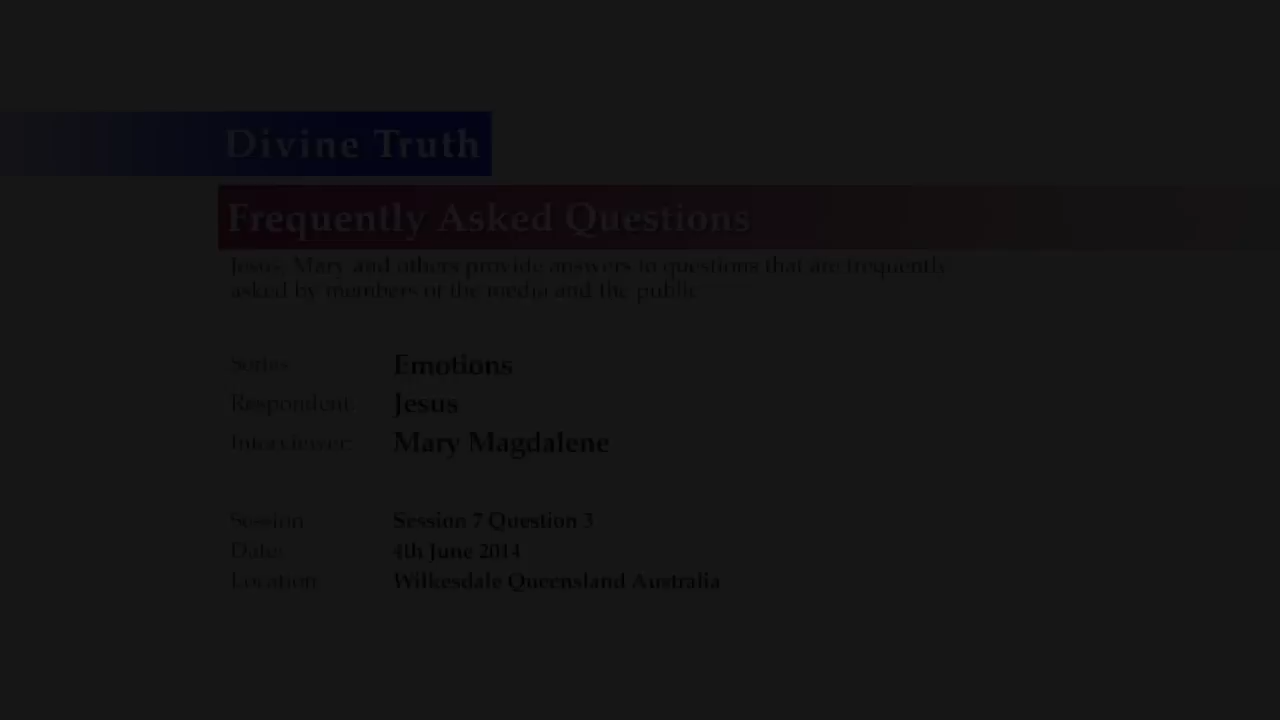 Divine Truth
Frequently Asked Questions
Jesus, Mary and others provide answers to questions that are frequently
asked by members of the media and the public
Series: Emotions
Respondent: Jesus
Interviewer: Mary Magdalene
Session: Session 7 Question 3
Date: 4th June 2014
Location: Wilkesdale Queensland Australia